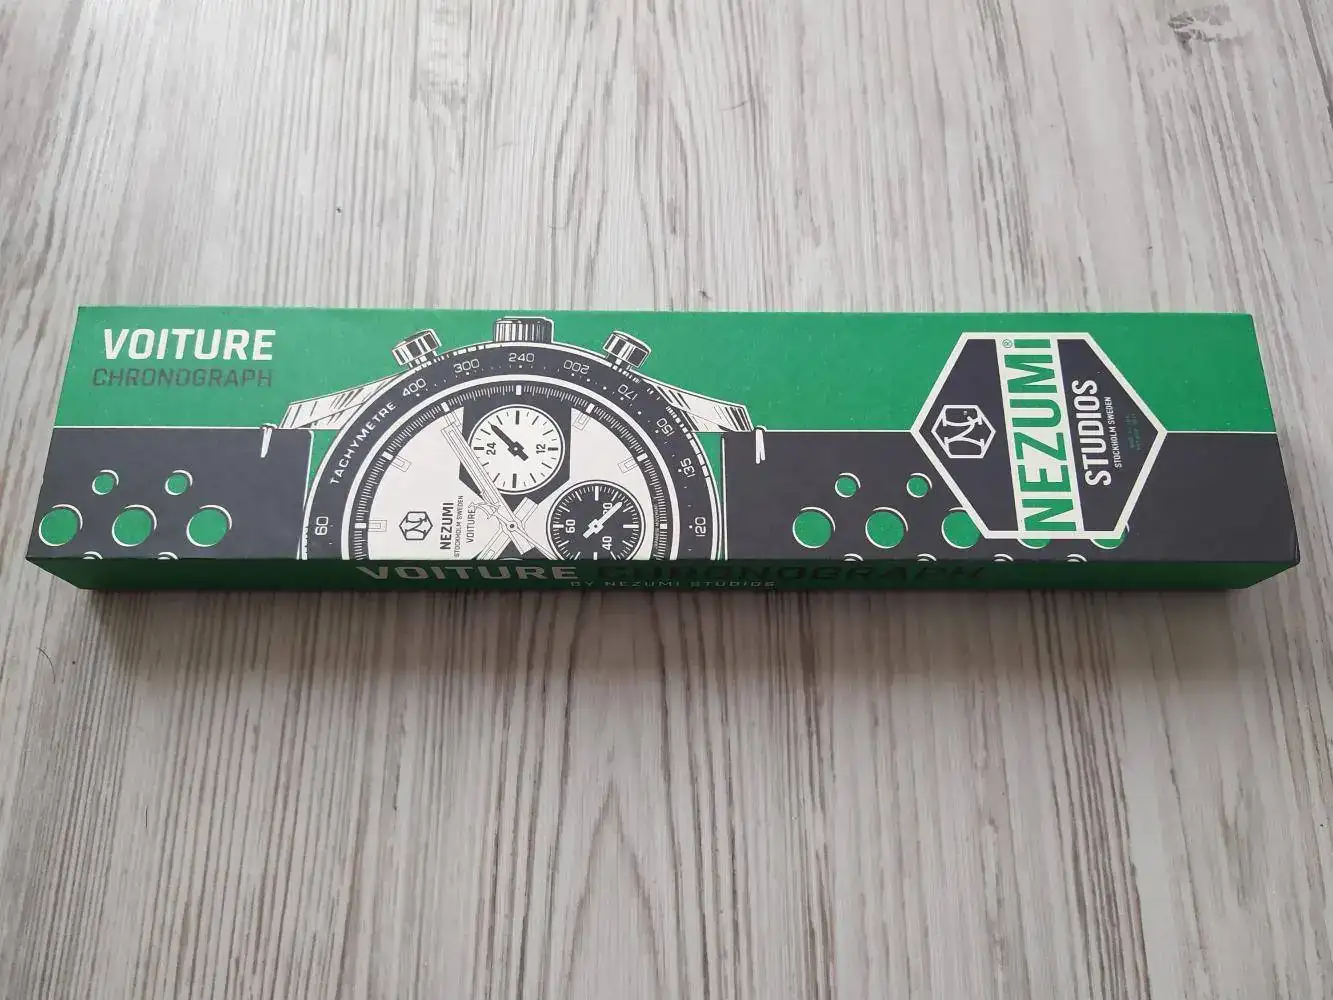 VOITURE
CHRONOGRAPH
TACHYMETRE 400 300 240 200 170 150 135 120
60
24 12
60 40
NEZUMI
STOCKHOLM SWEDEN
VOITURE
N
NEZUMI®
STUDIOS
STOCKHOLM SWEDEN
VOITURE CHRONOGRAPH
BY NEZUMI STUDIOS